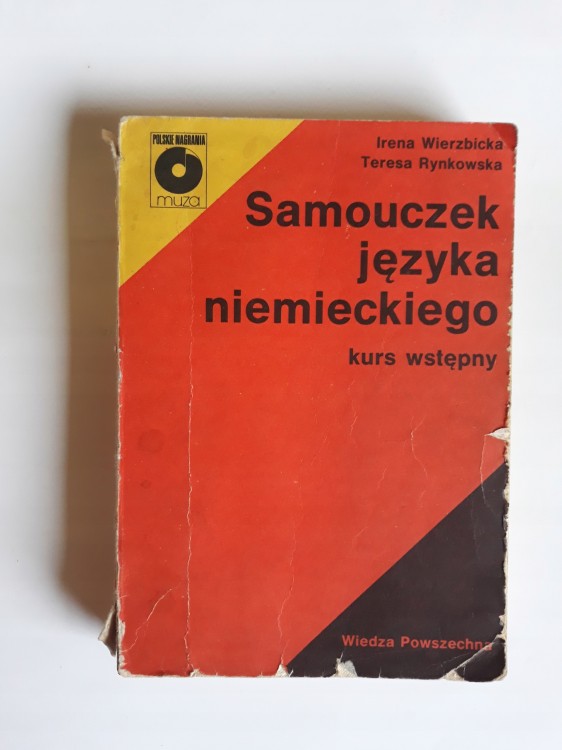 POLSKIE NAGRANIA
muza
Irena Wierzbicka
Teresa Rynkowska
Samouczek
języka
niemieckiego
kurs wstępny
Wiedza Powszechna